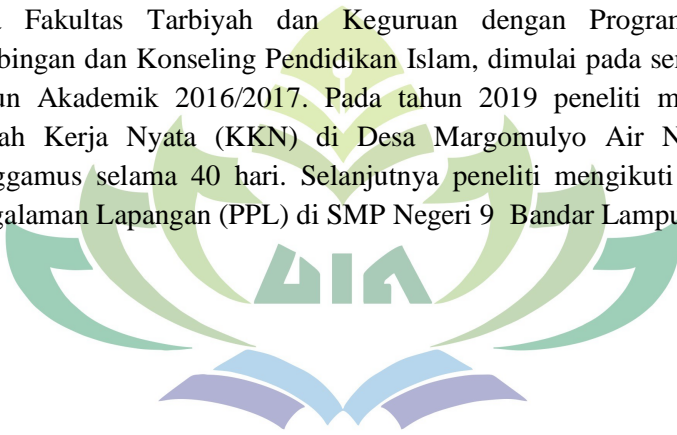 Fakultas Tarbiyah dan Keguruan dengan Program
bingan dan Konseling Pendidikan Islam, dimulai pada
un Akademik 2016/2017. Pada tahun 2019 peneliti
ah Kerja Nyata (KKN) di Desa Margomulyo Air
ggamus selama 40 hari. Selanjutnya peneliti mengikuti
galaman Lapangan (PPL) di SMP Negeri 9 Bandar Lampu
UIN